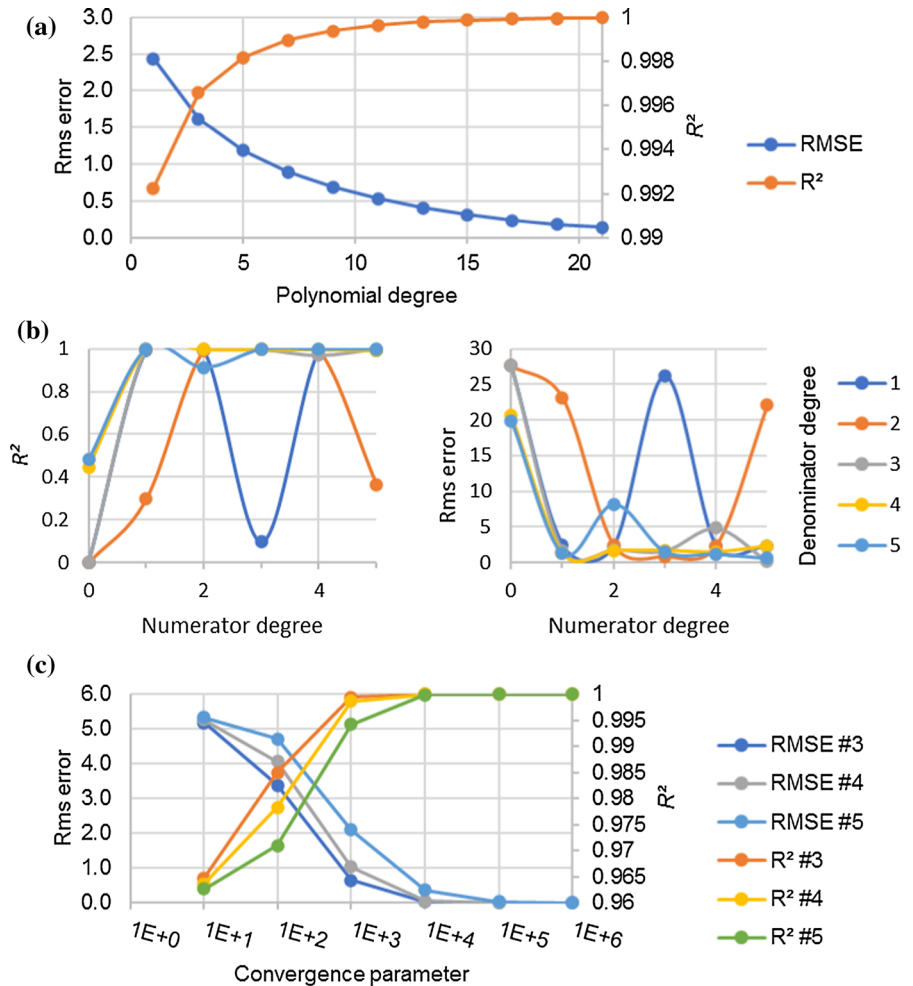 (a)
3.0
2.5
2.0
1.5
1.0
0.5
0.0
Rms error
1
0.998
0.996
0.994
0.992
0.99
R²
0 5 10 15 20
Polynomial degree
RMSE
R²
(b)
1
0.8
0.6
0.4
0.2
0
R²
0 2 4
Numerator degree
30
25
20
15
10
5
0
Rms error
0 2 4
Numerator degree
Denominator degree
1
2
3
4
5
(c)
6.0
5.0
4.0
3.0
2.0
1.0
0.0
Rms error
1
0.995
0.99
0.985
0.98
0.975
0.97
0.965
0.96
R²
1E+0 1E+1 1E+2 1E+3 1E+4 1E+5 1E+6
Convergence parameter
RMSE #3
RMSE #4
RMSE #5
R² #3
R² #4
R² #5